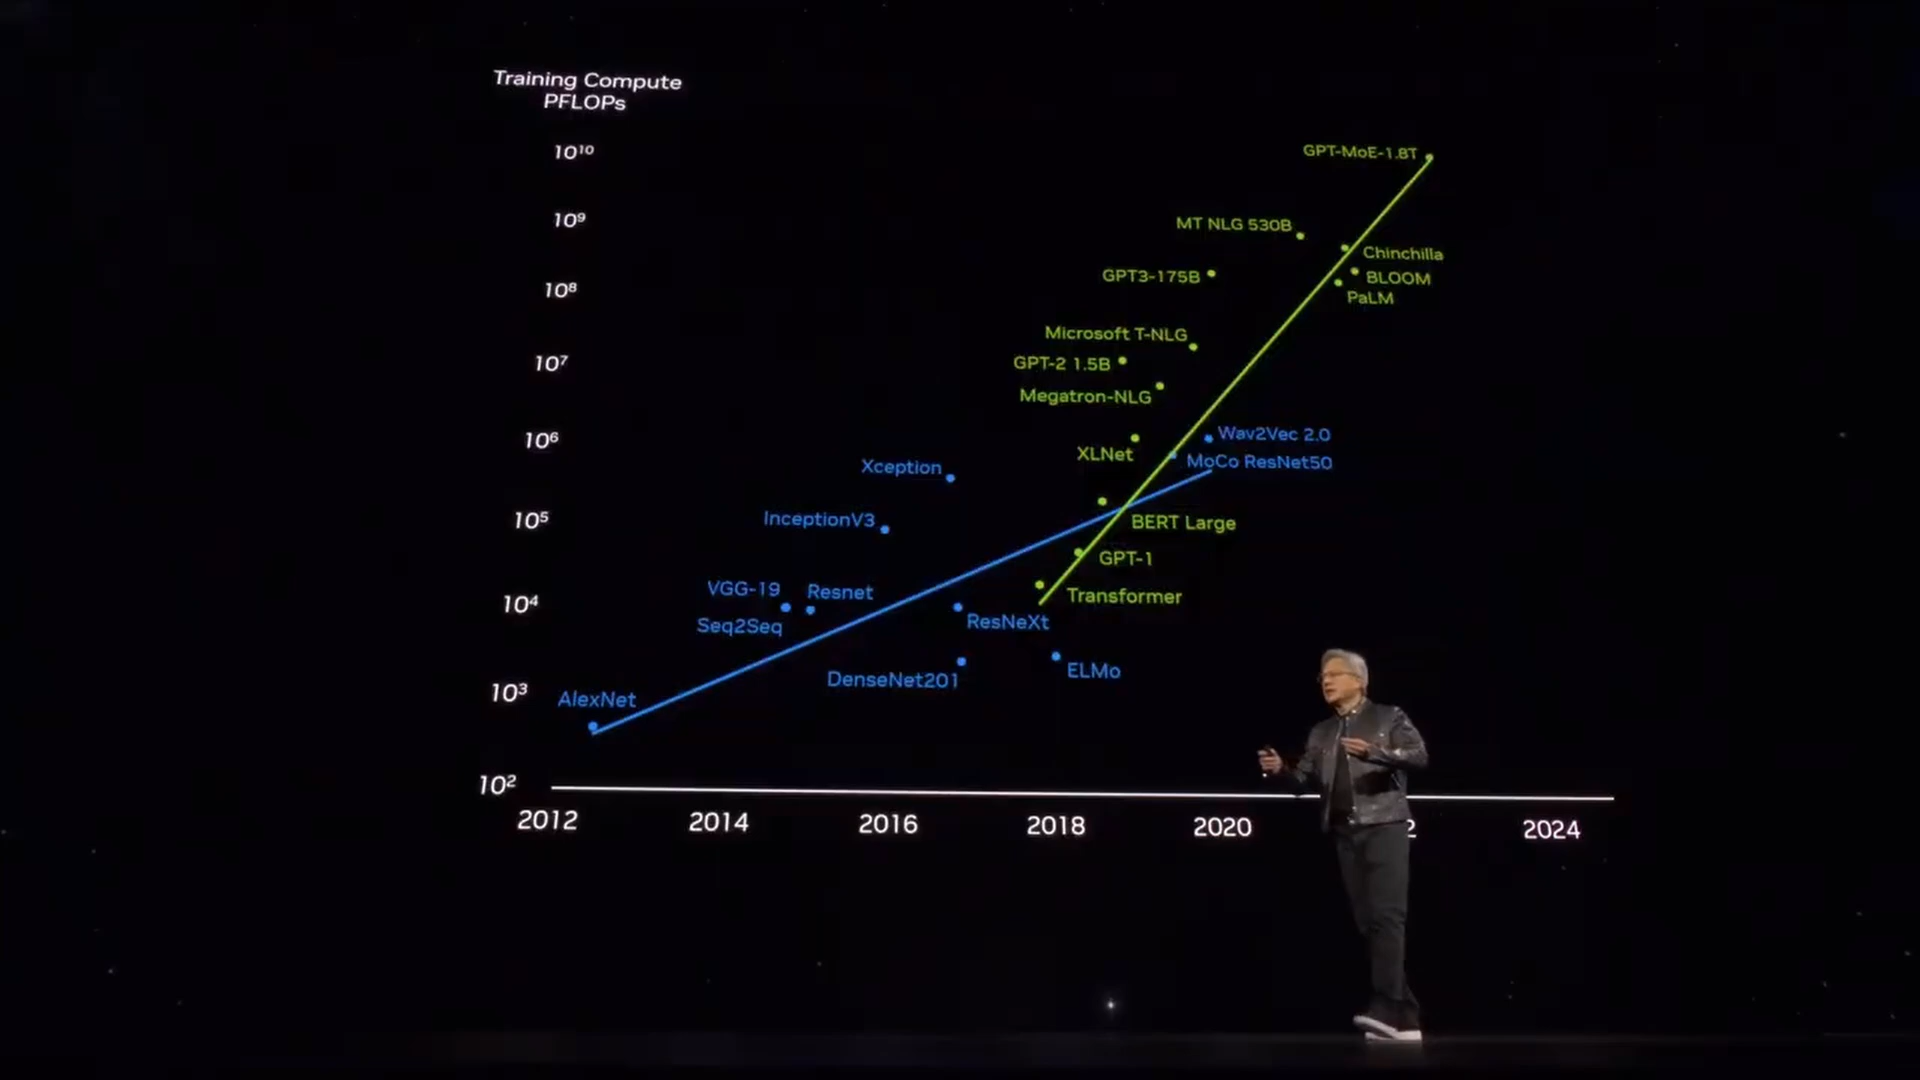 Training Compute
PFLOPs
10¹⁰
10⁹
10⁸
10⁷
10⁶
10⁵
10⁴
10³
10²
GPT-MoE-1.8T
MT NLG 530B
Chinchilla
GPT3-175B
BLOOM
PaLM
Microsoft T-NLG
GPT-2 1.5B
Megatron-NLG
Wav2Vec 2.0
XLNet
MoCo ResNet50
Xception
InceptionV3
BERT Large
GPT-1
VGG-19
Resnet
Transformer
Seq2Seq
ResNeXt
DenseNet201
ELMo
AlexNet
2012 2014 2016 2018 2020 2 2024